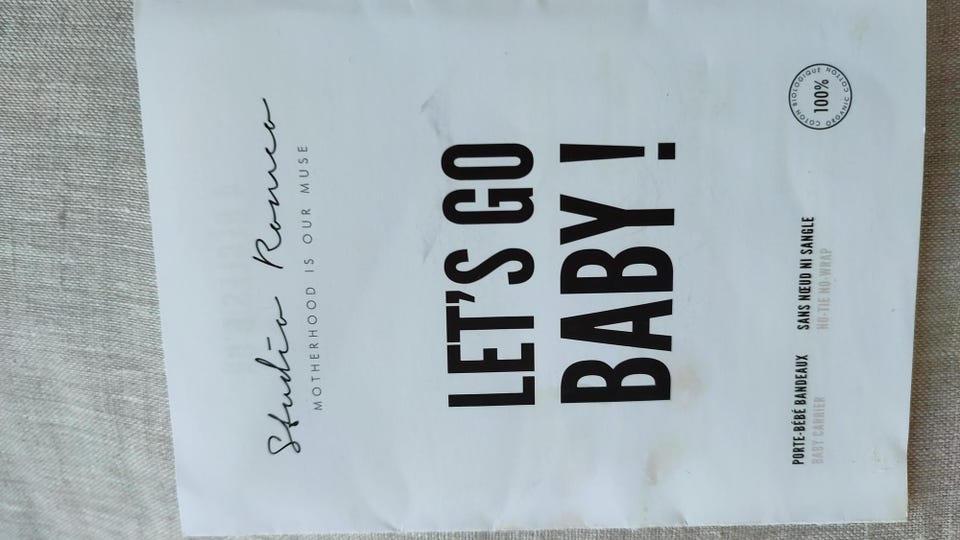 Studio Romeo
MOTHERHOOD IS OUR MUSE
LET'S GO
BABY !
PORTE-BÉBÉ BANDEAUX
BABY CARRIER
SANS NŒUD NI SANGLE
NO-TIE NO-WRAP
COTON BIOLOGIQUE
100%
ORGANIC COTTON